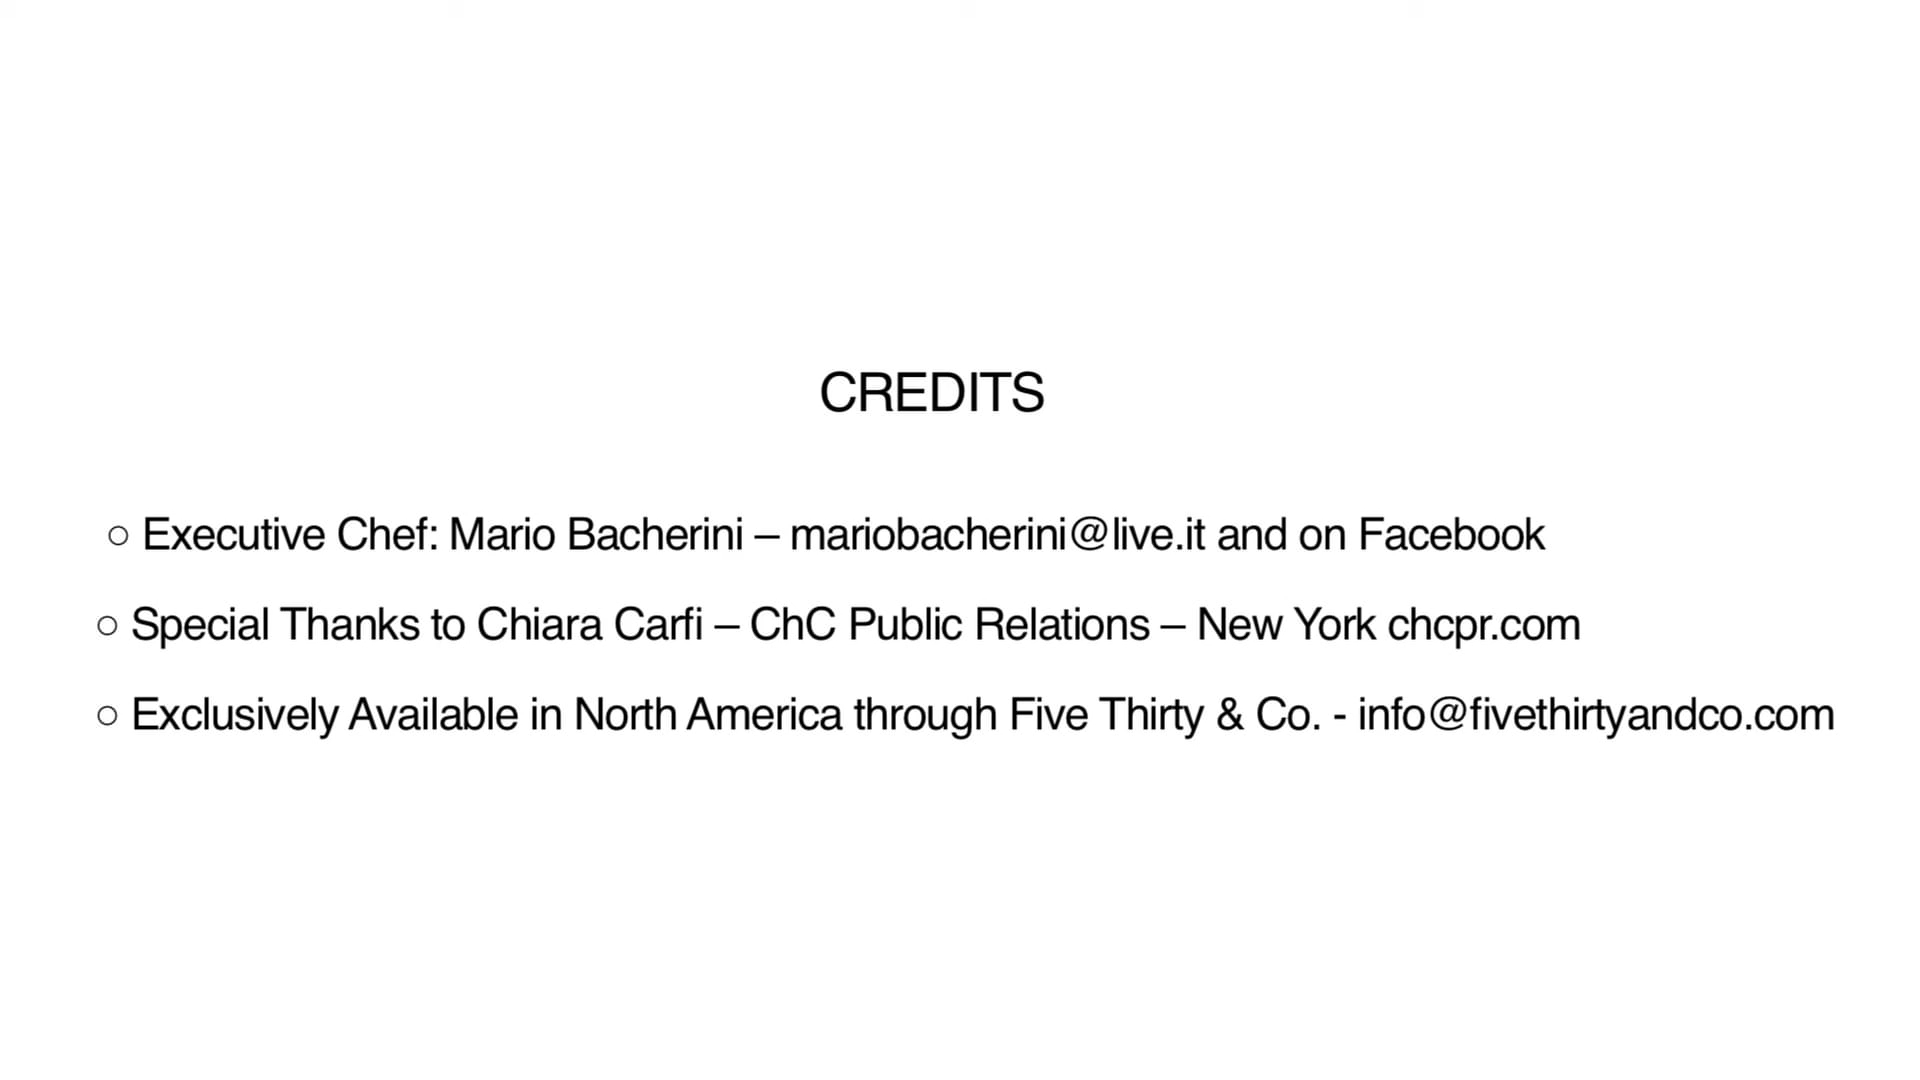 CREDITS
○ Executive Chef: Mario Bacherini – mariobacherini@live.it and on Facebook
○ Special Thanks to Chiara Carfi – ChC Public Relations – New York chcpr.com
○ Exclusively Available in North America through Five Thirty & Co. - info@fivethirtyandco.com